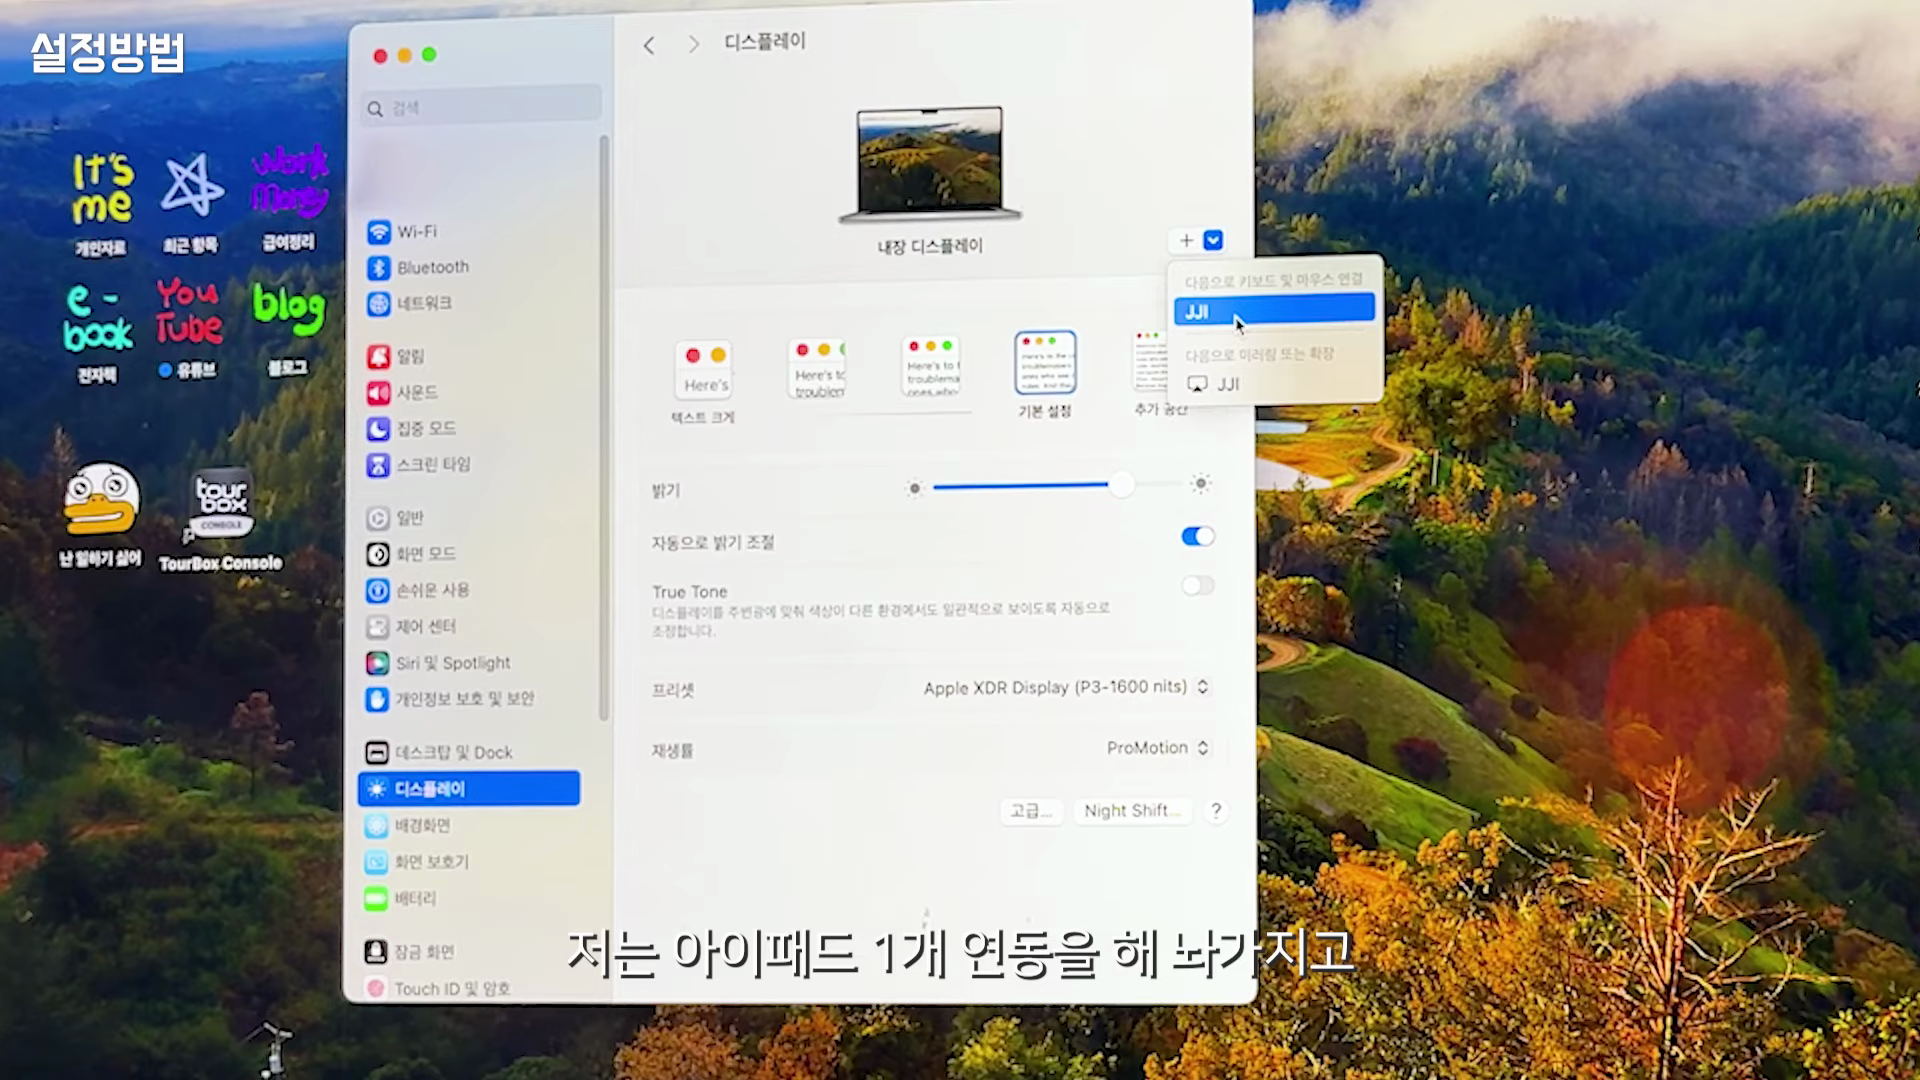 설정방법
디스플레이
검색
Wi-Fi
Bluetooth
네트워크
알림
사운드
집중 모드
스크린 타임
일반
화면 모드
손쉬운 사용
제어 센터
Siri 및 Spotlight
개인정보 보호 및 보안
데스크탑 및 Dock
디스플레이
배경화면
화면 보호기
배터리
잠금 화면
Touch ID 및 암호
It's me
개인자료
최근 항목
Work Money
급여정리
e-book
전자책
You Tube
유튜브
blog
블로그
난 일하기 싫어
tour box
CONSOLE
TourBox Console
내장 디스플레이
다음으로 키보드 및 마우스 연결
JJI
다음으로 미러링 또는 확장
JJI
Here's
텍스트 크게
Here's to
troublem
Here's to t
troublema
ones who
기본 설정
추가 공간
밝기
자동으로 밝기 조절
True Tone
디스플레이를 주변광에 맞춰 색상이 다른 환경에서도 일관적으로 보이도록 자동으로
조정합니다.
프리셋
Apple XDR Display (P3-1600 nits)
재생률
ProMotion
고급...
Night Shift...
?
저는 아이패드 1개 연동을 해 놔가지고